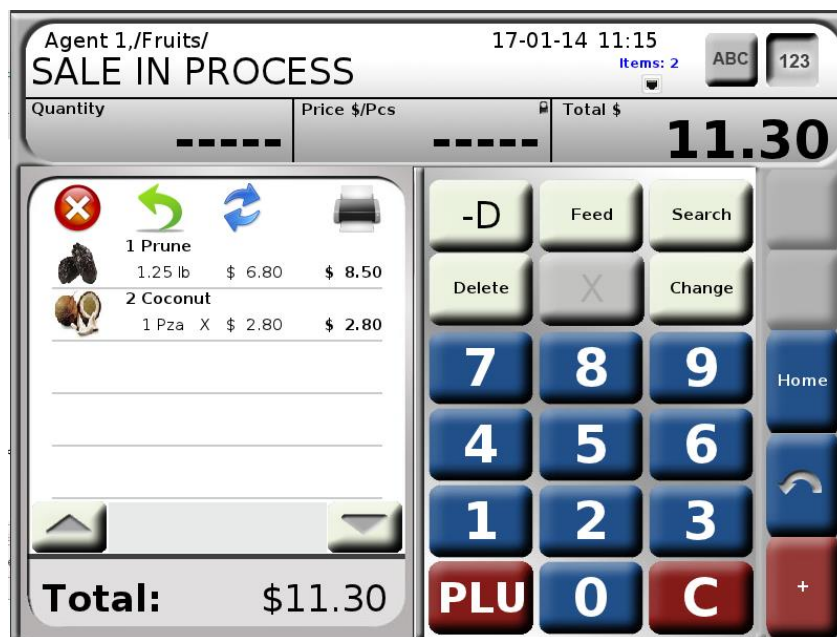 Agent 1,/Fruits/
17-01-14 11:15
SALE IN PROCESS
Items: 2
ABC
123
Quantity
Price $/Pcs
Total $
-----
-----
11.30
1 Prune
1.25 lb $ 6.80 $ 8.50
2 Coconut
1 Pza X $ 2.80 $ 2.80
Total: $11.30
-D
Feed
Search
Delete
X
Change
7
8
9
Home
4
5
6
1
2
3
PLU
0
C
+